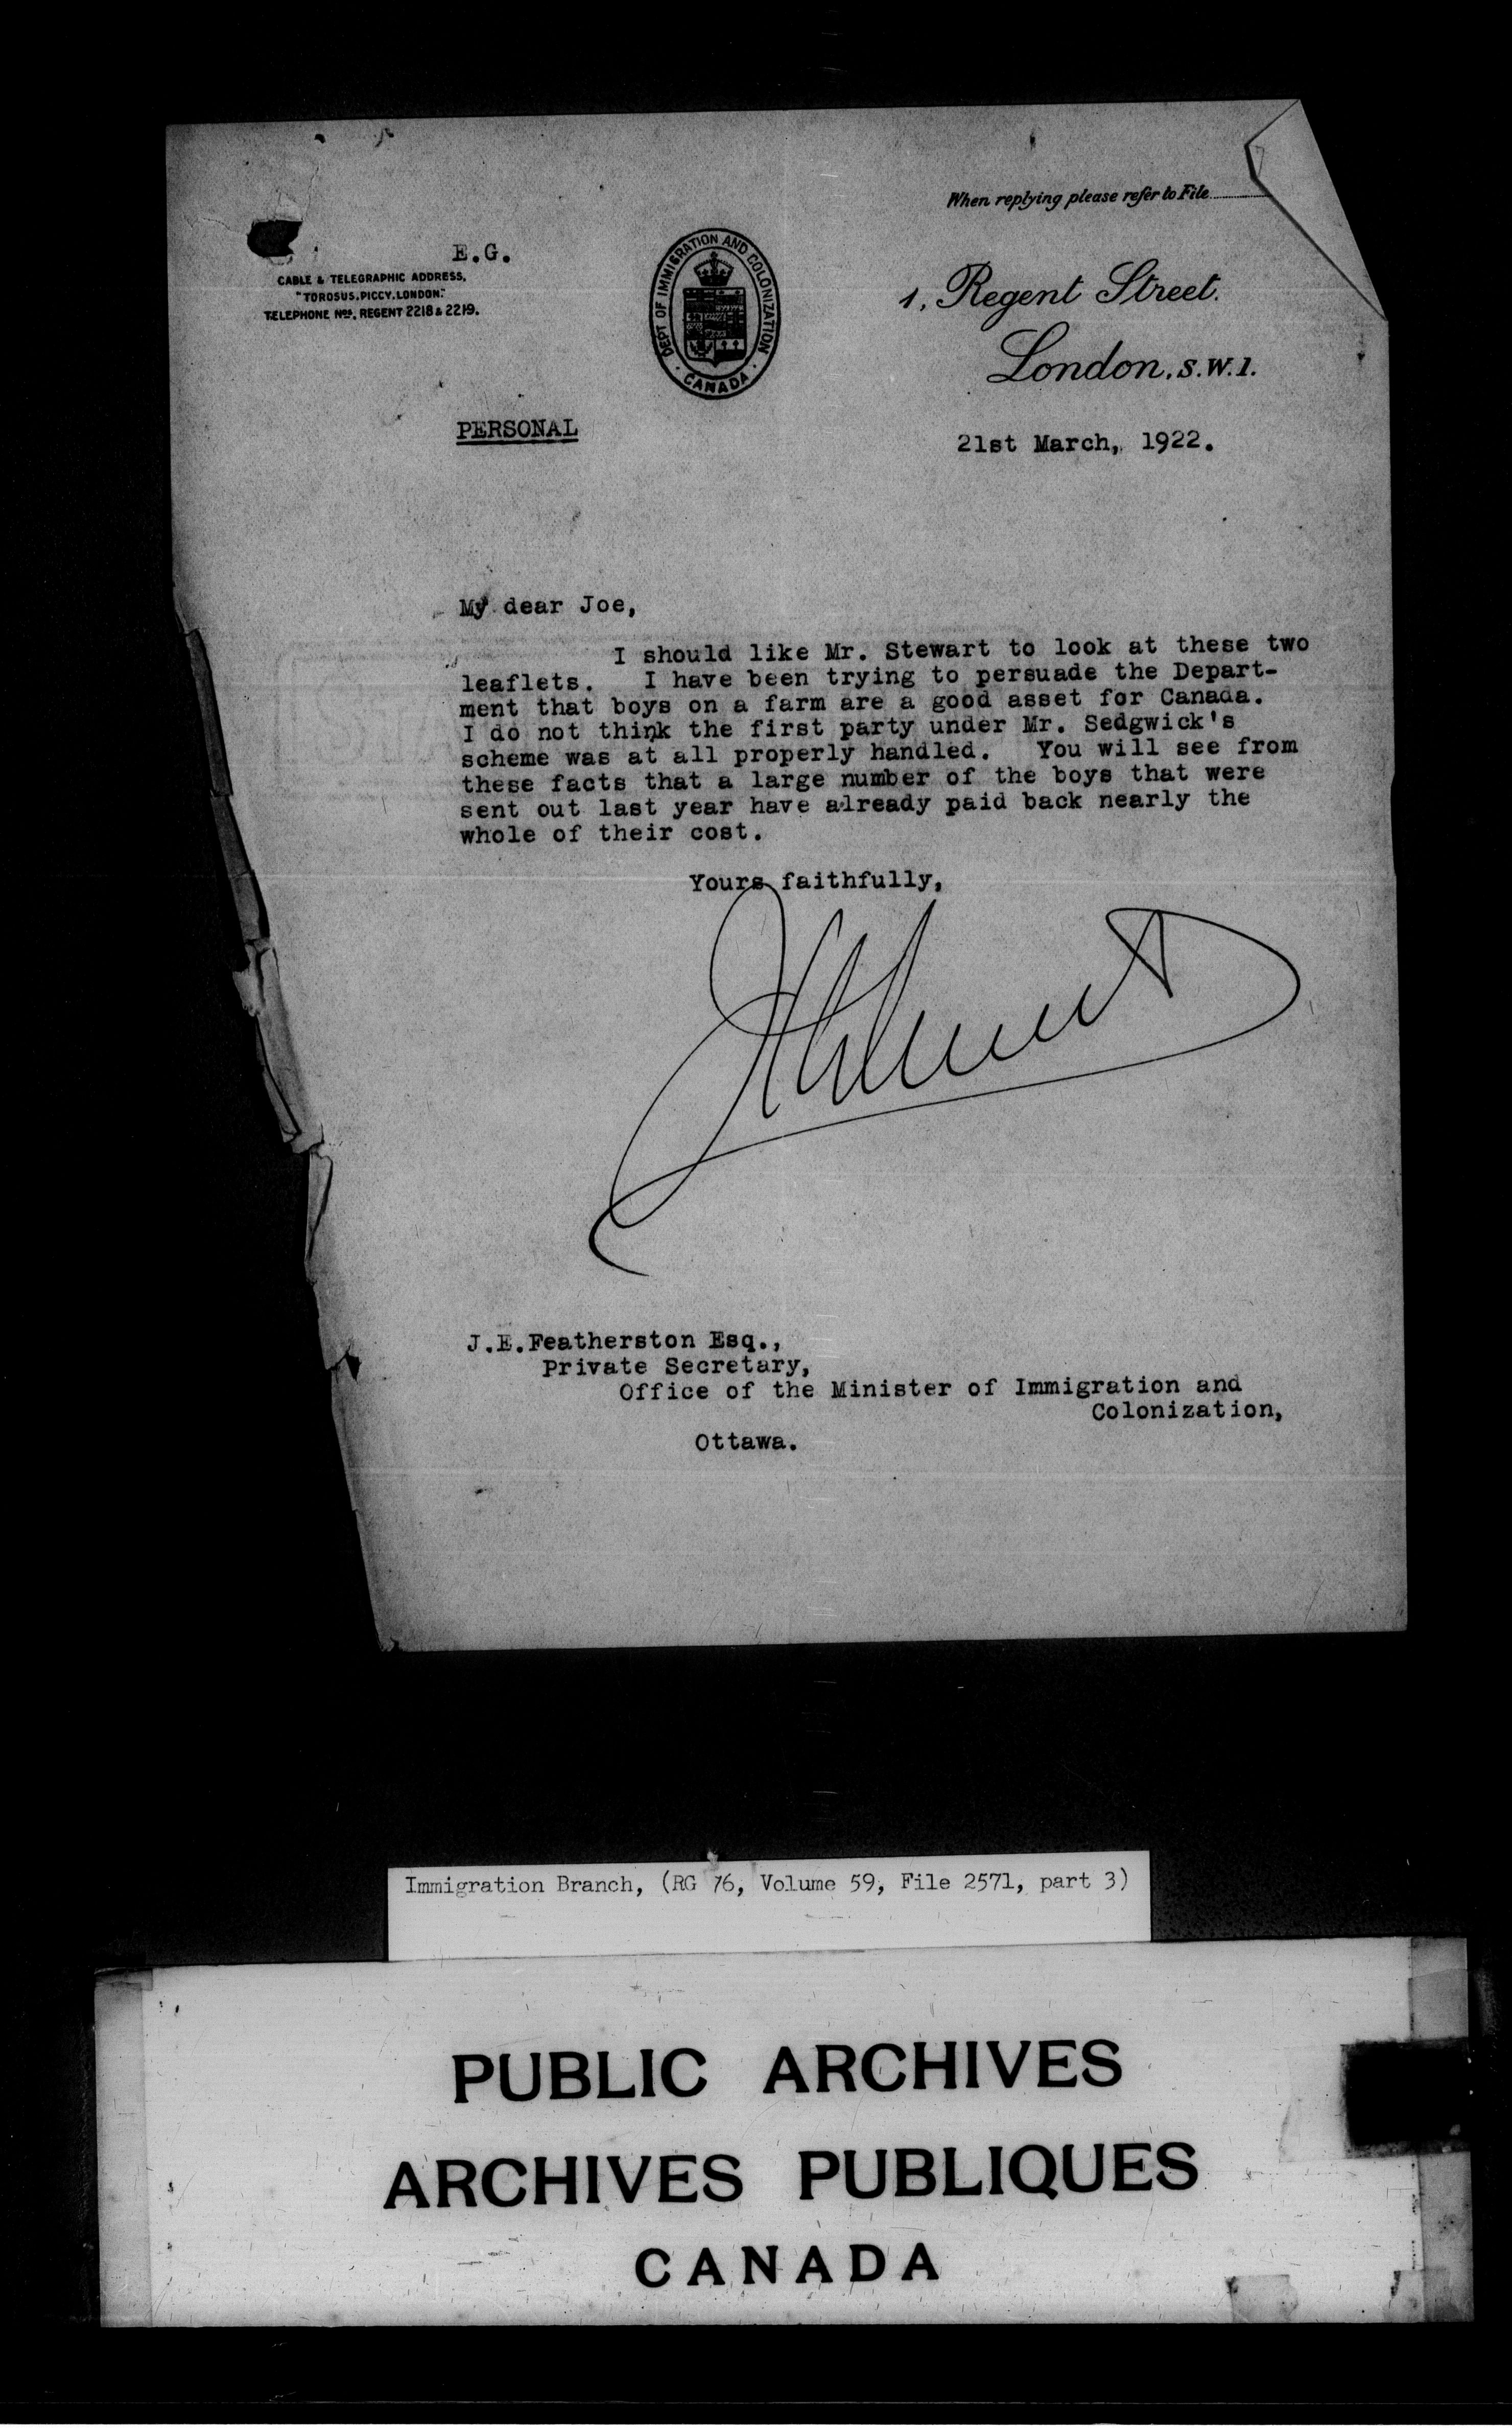 When replying please refer to File
E.G.
CABLE & TELEGRAPHIC ADDRESS,
"TOROSUS, PICCY, LONDON."
TELEPHONE Nos. REGENT 2218 & 2219.
DEPT OF IMMIGRATION AND COLONIZATION
· CANADA ·
1, Regent Street.
London, S.W.1.
PERSONAL
21st March, 1922.
My dear Joe,
I should like Mr. Stewart to look at these two
leaflets. I have been trying to persuade the Depart-
ment that boys on a farm are a good asset for Canada.
I do not think the first party under Mr. Sedgwick's
scheme was at all properly handled. You will see from
these facts that a large number of the boys that were
sent out last year have already paid back nearly the
whole of their cost.
Yours faithfully,
J.E.Featherston Esq.,
Private Secretary,
Office of the Minister of Immigration and
Colonization,
Ottawa.
Immigration Branch, (RG 76, Volume 59, File 2571, part 3)
PUBLIC ARCHIVES
ARCHIVES PUBLIQUES
CANADA